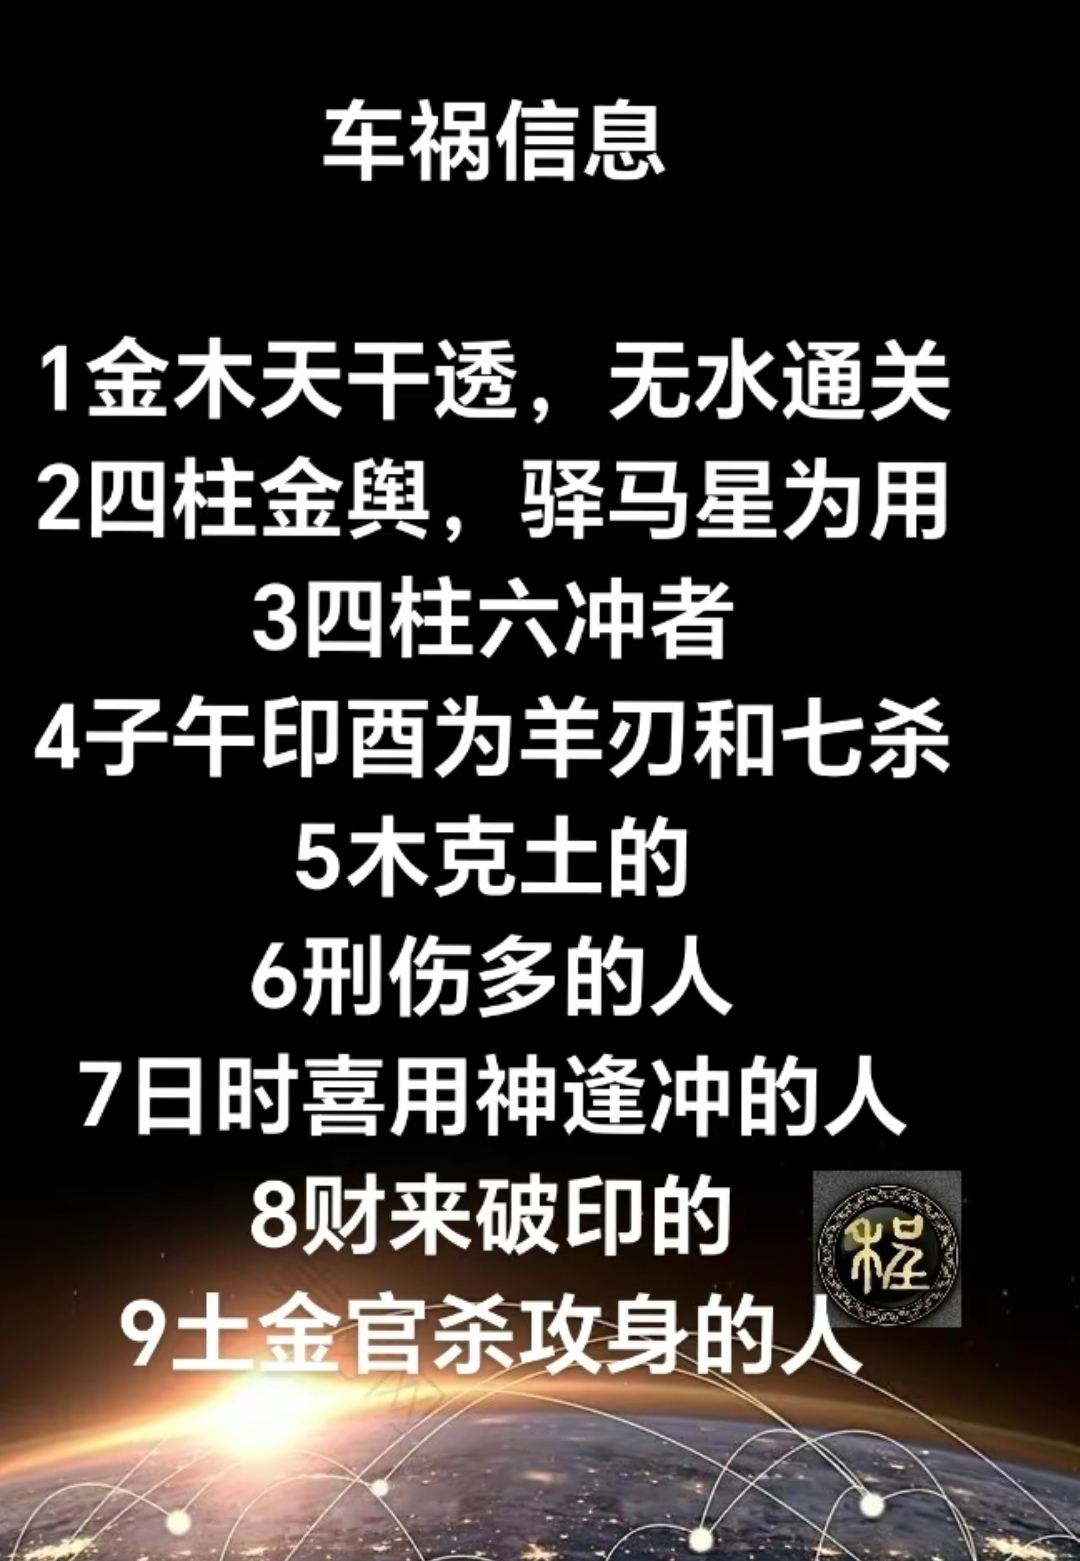 车祸信息
1金木天干透，无水通关
2四柱金舆，驿马星为用
3四柱六冲者
4子午印酉为羊刃和七杀
5木克土的
6刑伤多的人
7日时喜用神逢冲的人
8财来破印的
9土金官杀攻身的人
程